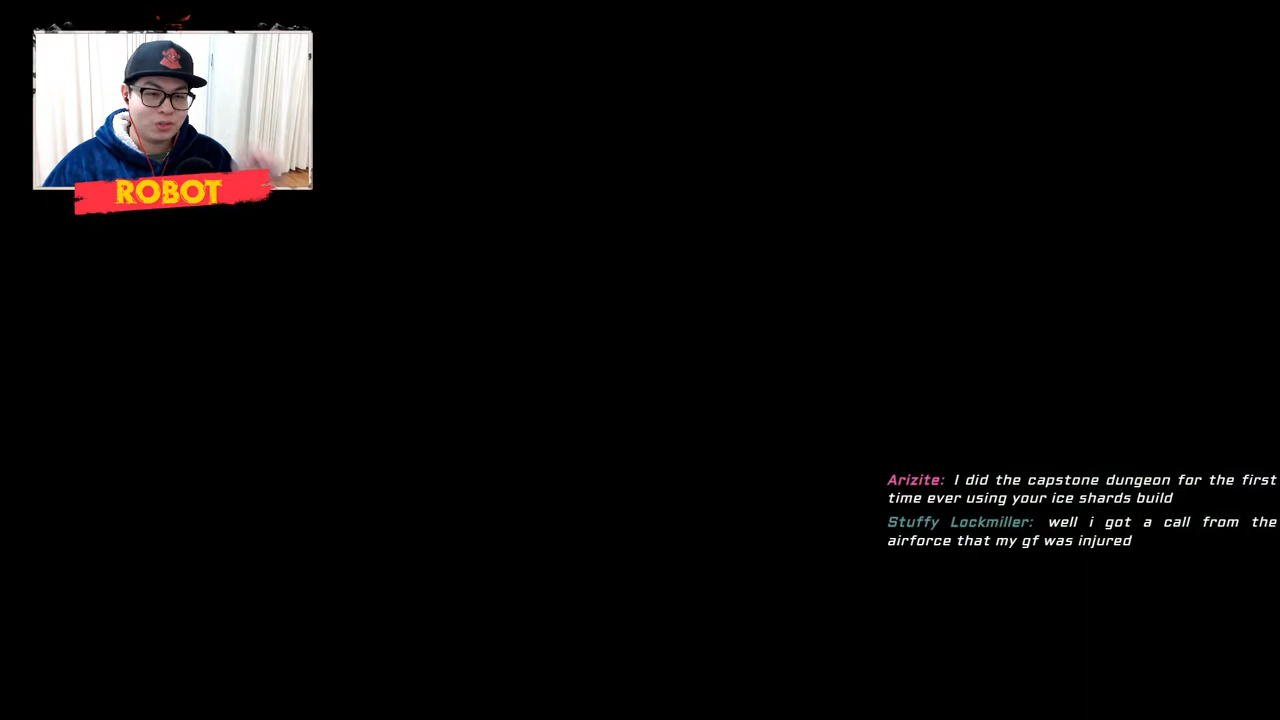 ROBOT
Arizite: I did the capstone dungeon for the first
time ever using your ice shards build
Stuffy Lockmiller: well i got a call from the
airforce that my gf was injured